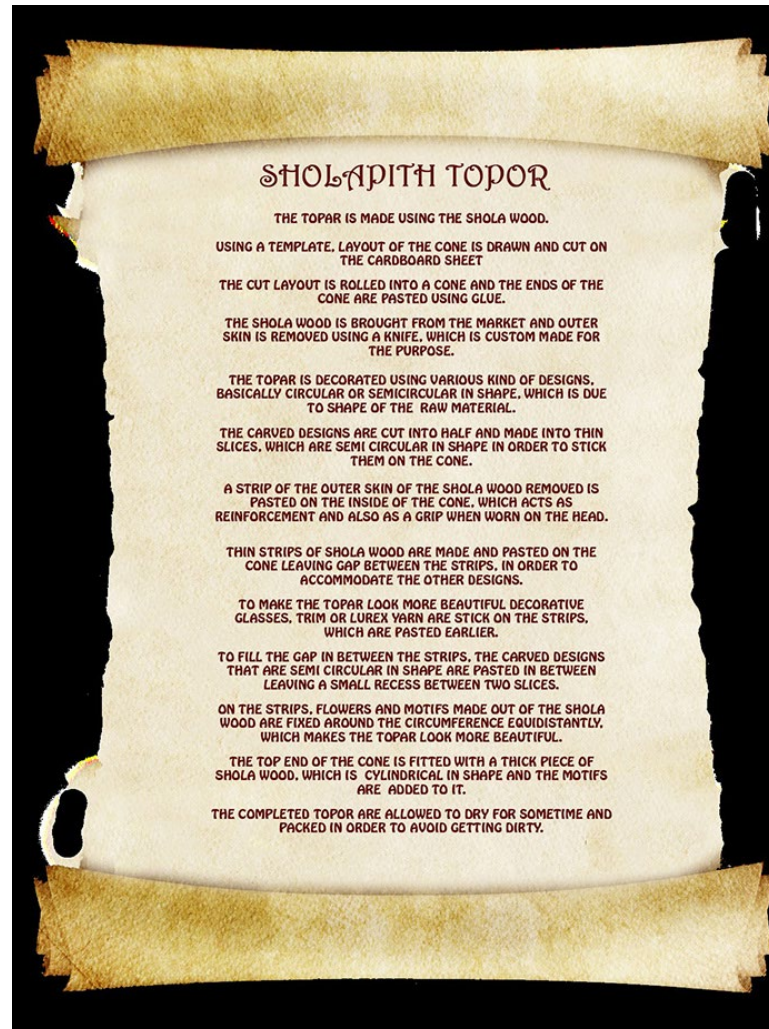 SHOLAPITH TOPOR
THE TOPAR IS MADE USING THE SHOLA WOOD.
USING A TEMPLATE, LAYOUT OF THE CONE IS DRAWN AND CUT ON
THE CARDBOARD SHEET
THE CUT LAYOUT IS ROLLED INTO A CONE AND THE ENDS OF THE
CONE ARE PASTED USING GLUE.
THE SHOLA WOOD IS BROUGHT FROM THE MARKET AND OUTER
SKIN IS REMOVED USING A KNIFE, WHICH IS CUSTOM MADE FOR
THE PURPOSE.
THE TOPAR IS DECORATED USING VARIOUS KIND OF DESIGNS,
BASICALLY CIRCULAR OR SEMICIRCULAR IN SHAPE, WHICH IS DUE
TO SHAPE OF THE RAW MATERIAL.
THE CARVED DESIGNS ARE CUT INTO HALF AND MADE INTO THIN
SLICES, WHICH ARE SEMI CIRCULAR IN SHAPE IN ORDER TO STICK
THEM ON THE CONE.
A STRIP OF THE OUTER SKIN OF THE SHOLA WOOD REMOVED IS
PASTED ON THE INSIDE OF THE CONE, WHICH ACTS AS
REINFORCEMENT AND ALSO AS A GRIP WHEN WORN ON THE HEAD.
THIN STRIPS OF SHOLA WOOD ARE MADE AND PASTED ON THE
CONE LEAVING GAP BETWEEN THE STRIPS, IN ORDER TO
ACCOMMODATE THE OTHER DESIGNS.
TO MAKE THE TOPAR LOOK MORE BEAUTIFUL DECORATIVE
GLASSES, TRIM OR LUREX YARN ARE STICK ON THE STRIPS,
WHICH ARE PASTED EARLIER.
TO FILL THE GAP IN BETWEEN THE STRIPS, THE CARVED DESIGNS
THAT ARE SEMI CIRCULAR IN SHAPE ARE PASTED IN BETWEEN
LEAVING A SMALL RECESS BETWEEN TWO SLICES.
ON THE STRIPS, FLOWERS AND MOTIFS MADE OUT OF THE SHOLA
WOOD ARE FIXED AROUND THE CIRCUMFERENCE EQUIDISTANTLY,
WHICH MAKES THE TOPAR LOOK MORE BEAUTIFUL.
THE TOP END OF THE CONE IS FITTED WITH A THICK PIECE OF
SHOLA WOOD, WHICH IS CYLINDRICAL IN SHAPE AND THE MOTIFS
ARE ADDED TO IT.
THE COMPLETED TOPOR ARE ALLOWED TO DRY FOR SOMETIME AND
PACKED IN ORDER TO AVOID GETTING DIRTY.